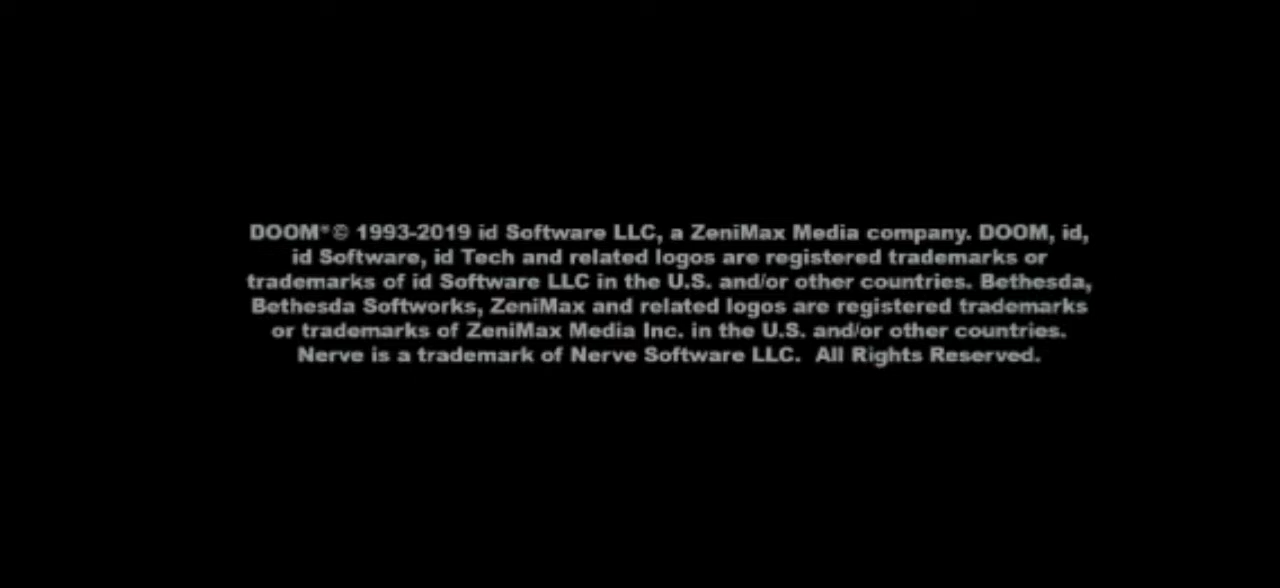 DOOM®© 1993-2019 id Software LLC, a ZeniMax Media company. DOOM, id,
id Software, id Tech and related logos are registered trademarks or
trademarks of id Software LLC in the U.S. and/or other countries. Bethesda,
Bethesda Softworks, ZeniMax and related logos are registered trademarks
or trademarks of ZeniMax Media Inc. in the U.S. and/or other countries.
Nerve is a trademark of Nerve Software LLC.  All Rights Reserved.